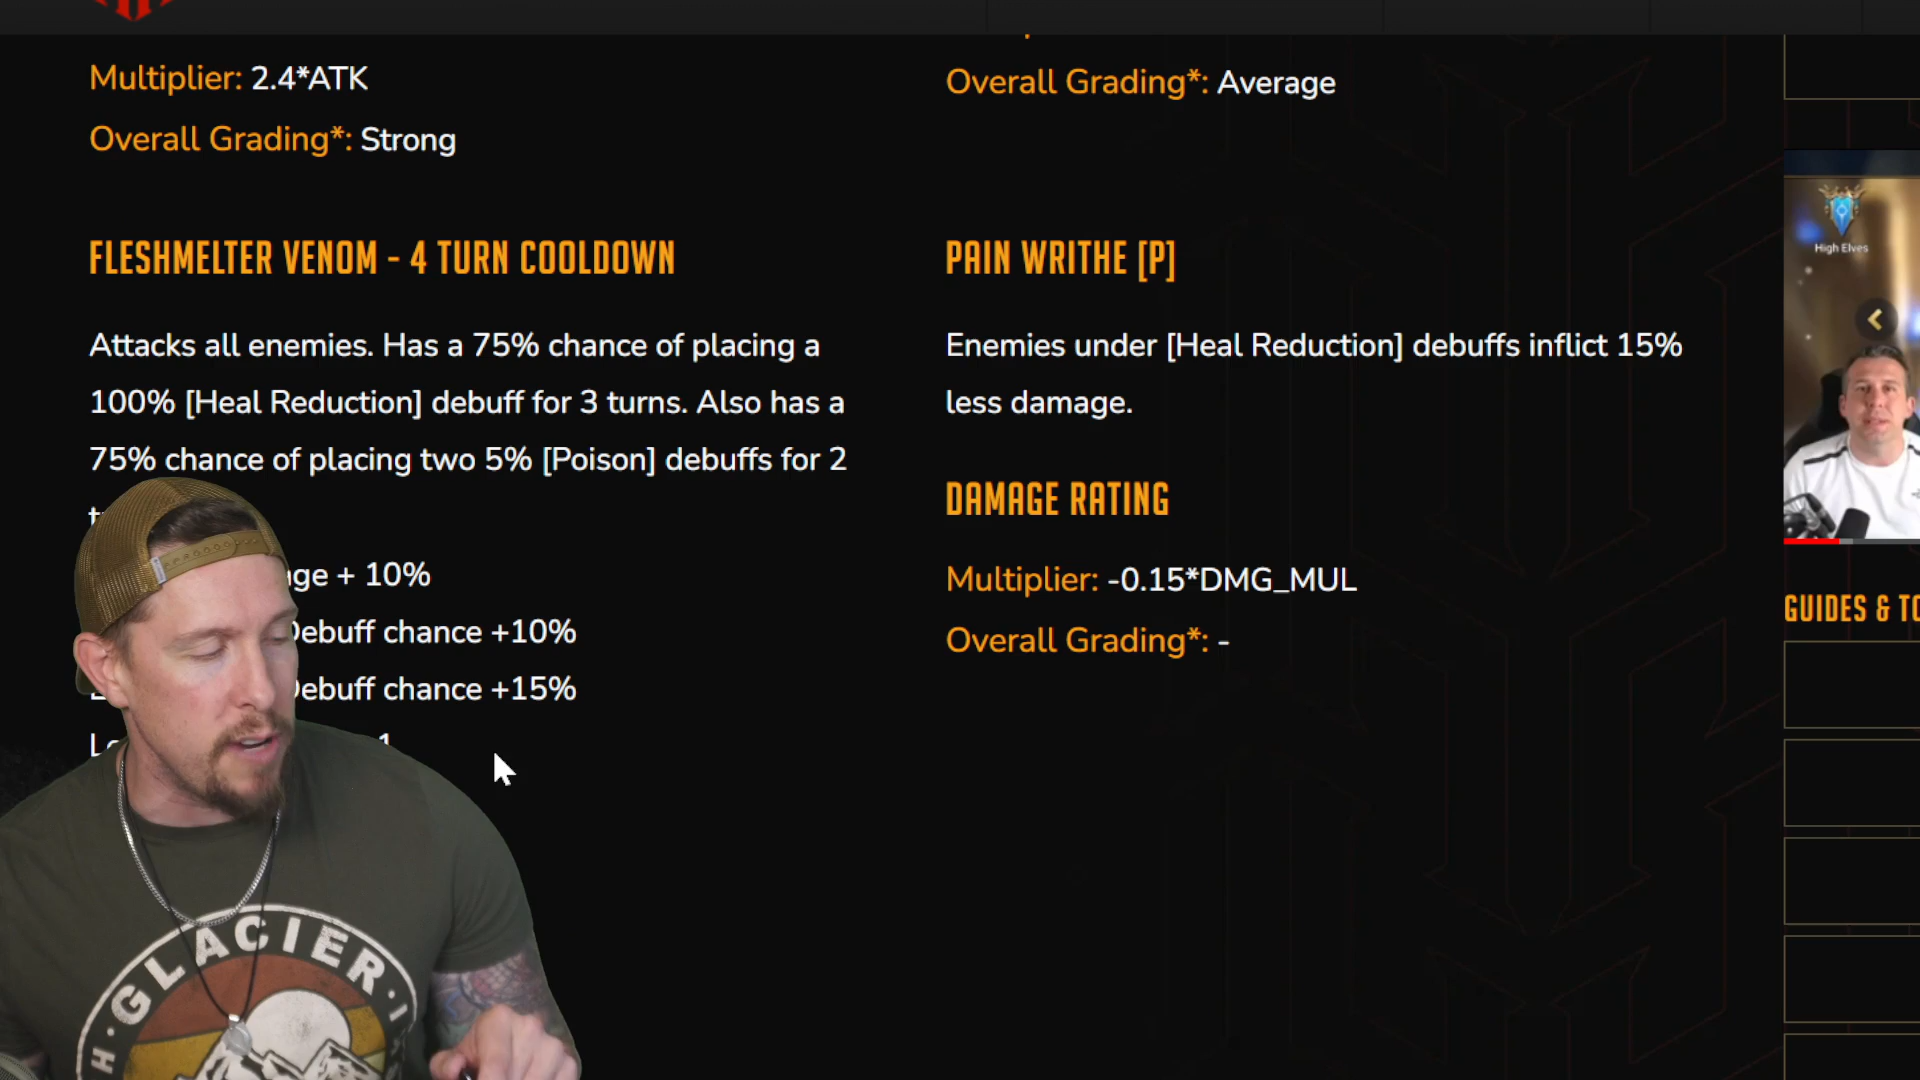 Multiplier: 2.4*ATK
Overall Grading*: Strong
FLESHMELTER VENOM - 4 TURN COOLDOWN
Attacks all enemies. Has a 75% chance of placing a
100% [Heal Reduction] debuff for 3 turns. Also has a
75% chance of placing two 5% [Poison] debuffs for 2
+ 10%
Debuff chance +10%
Debuff chance +15%
1
Overall Grading*: Average
PAIN WRITHE [P]
Enemies under [Heal Reduction] debuffs inflict 15%
less damage.
DAMAGE RATING
Multiplier: -0.15*DMG_MUL
Overall Grading*: -
High Elves
GUIDES &
GLACIER